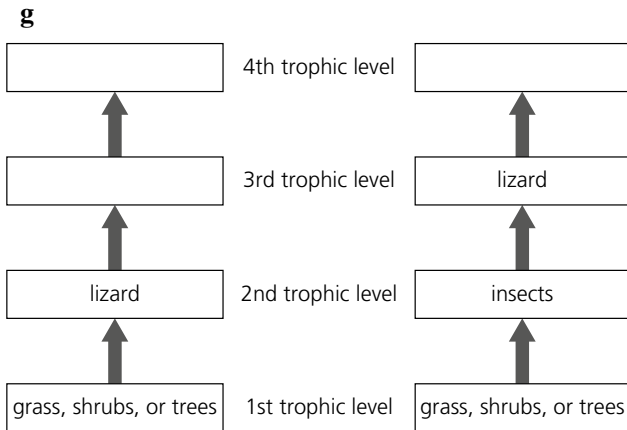 g
4th trophic level
3rd trophic level
lizard
lizard
2nd trophic level
insects
grass, shrubs, or trees
1st trophic level
grass, shrubs, or trees